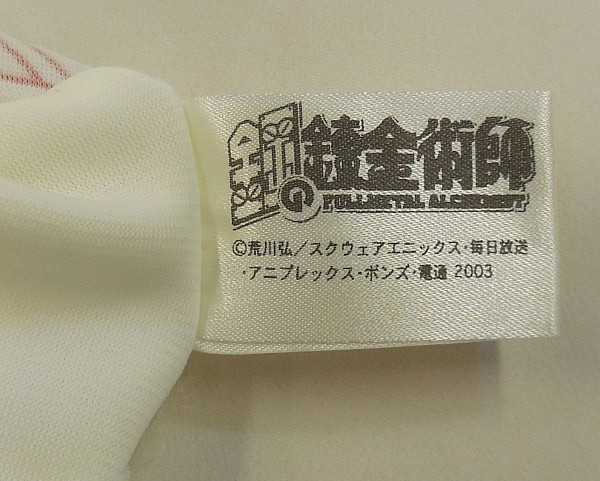 鋼の錬金術師
FULLMETAL ALCHEMIST
©荒川弘／スクウェアエニックス・毎日放送
・アニプレックス・ボンズ・電通 2003